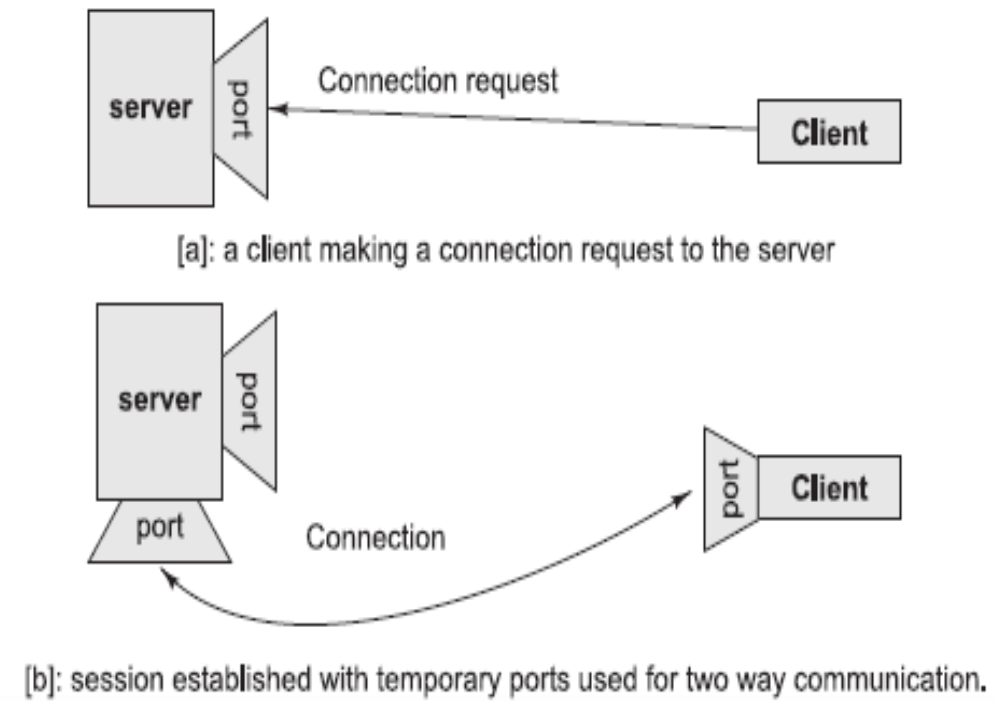 server
port
Connection request
Client
[a]: a client making a connection request to the server
server
port
port
Connection
port
Client
[b]: session established with temporary ports used for two way communication.